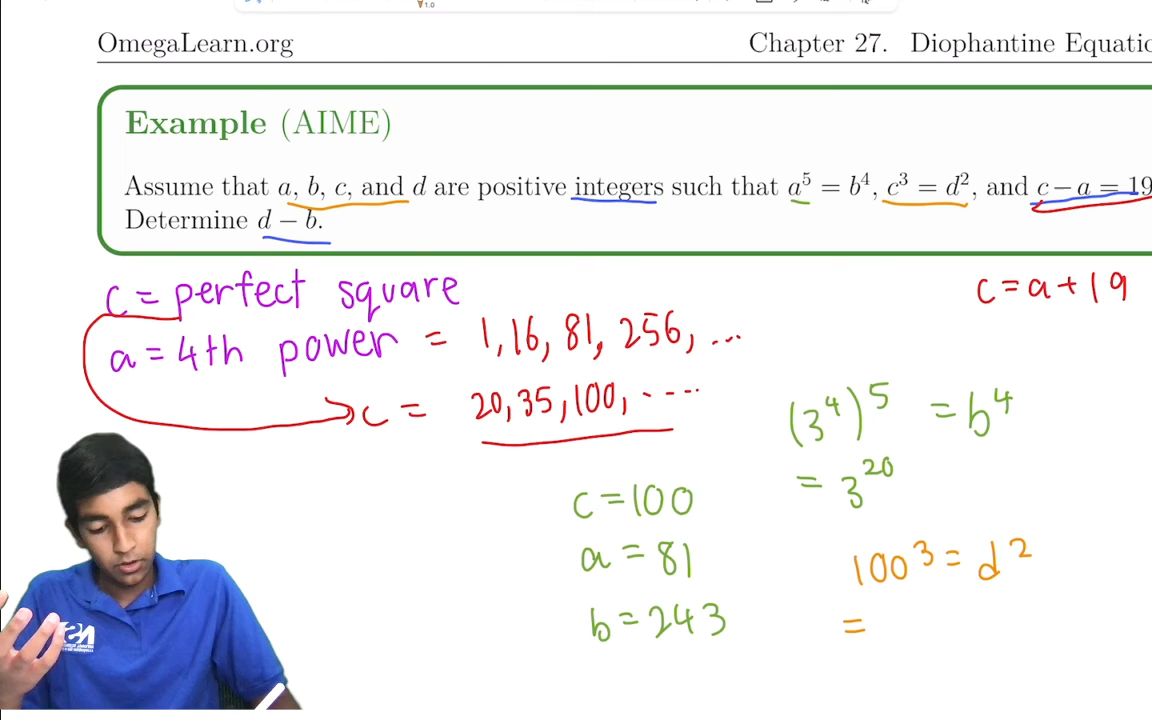 OmegaLearn.org
Chapter 27. Diophantine Equatio
Example (AIME)
Assume that a, b, c, and d are positive integers such that a⁵ = b⁴, c³ = d², and c − a = 19
Determine d − b.
c = perfect square
c = a + 19
a = 4th power = 1, 16, 81, 256, ...
c = 20, 35, 100, ....
(3⁴)⁵ = b⁴
= 3²⁰
c = 100
a = 81
100³ = d²
b = 243
=